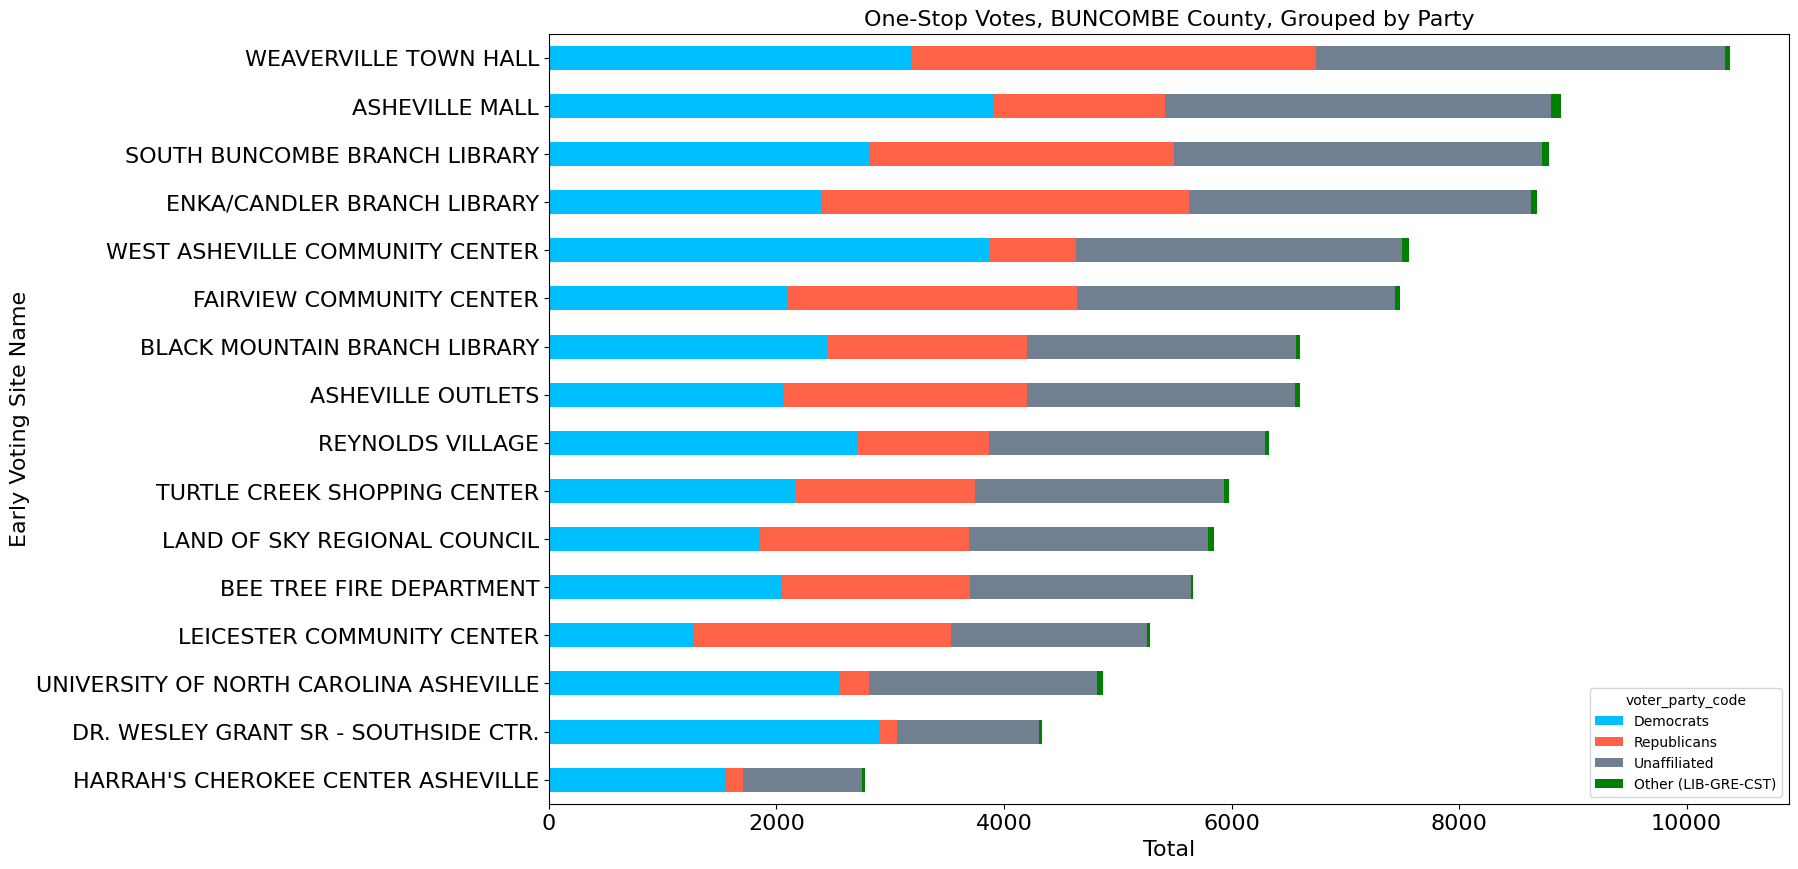 One-Stop Votes, BUNCOMBE County, Grouped by Party
Early Voting Site Name
WEAVERVILLE TOWN HALL
ASHEVILLE MALL
SOUTH BUNCOMBE BRANCH LIBRARY
ENKA/CANDLER BRANCH LIBRARY
WEST ASHEVILLE COMMUNITY CENTER
FAIRVIEW COMMUNITY CENTER
BLACK MOUNTAIN BRANCH LIBRARY
ASHEVILLE OUTLETS
REYNOLDS VILLAGE
TURTLE CREEK SHOPPING CENTER
LAND OF SKY REGIONAL COUNCIL
BEE TREE FIRE DEPARTMENT
LEICESTER COMMUNITY CENTER
UNIVERSITY OF NORTH CAROLINA ASHEVILLE
DR. WESLEY GRANT SR - SOUTHSIDE CTR.
HARRAH'S CHEROKEE CENTER ASHEVILLE
voter_party_code
Democrats
Republicans
Unaffiliated
Other (LIB-GRE-CST)
0 2000 4000 6000 8000 10000
Total